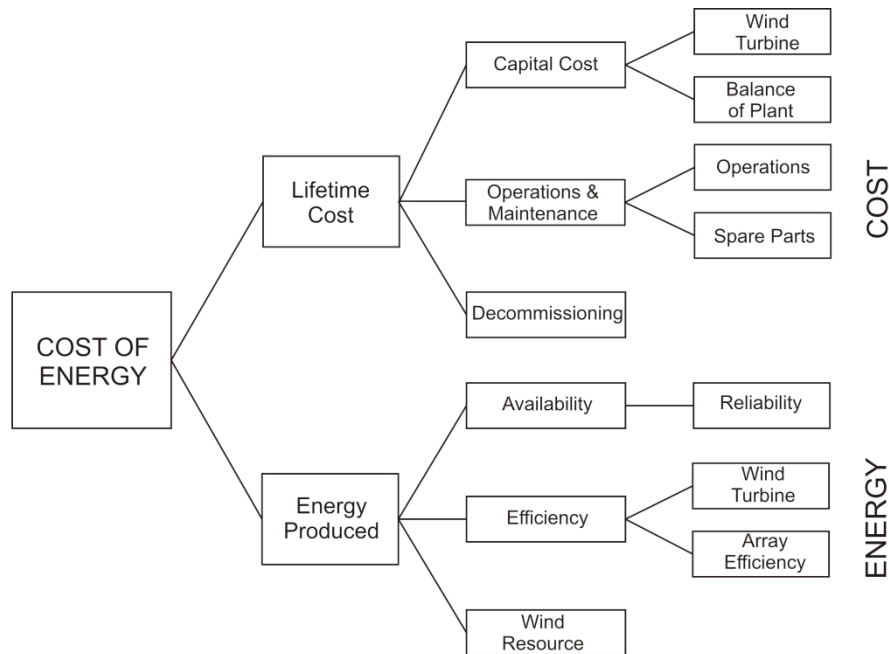 COST OF
ENERGY
Lifetime
Cost
Capital Cost
Wind
Turbine
Balance
of Plant
Operations &
Maintenance
Operations
Spare Parts
Decommissioning
COST
Energy
Produced
Availability
Reliability
Efficiency
Wind
Turbine
Array
Efficiency
Wind
Resource
ENERGY